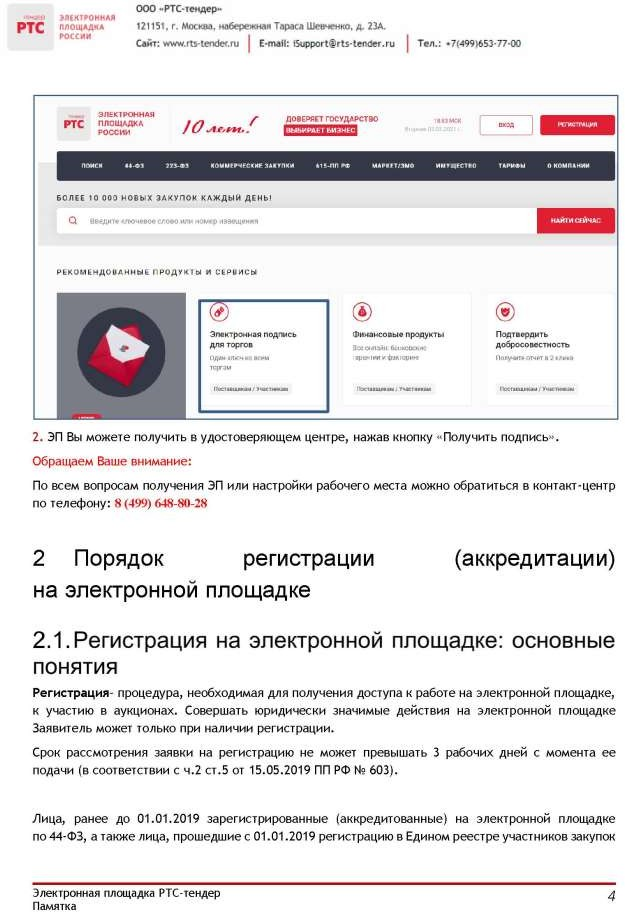 ООО «РТС-тендер»
тендер
РТС
ЭЛЕКТРОННАЯ
ПЛОЩАДКА
РОССИИ
121151, г. Москва, набережная Тараса Шевченко, д. 23А.
Сайт: www.rts-tender.ru | E-mail: iSupport@rts-tender.ru | Тел.: +7(499)653-77-00
тендер
РТС
ЭЛЕКТРОННАЯ
ПЛОЩАДКА
РОССИИ
10 лет!
ДОВЕРЯЕТ ГОСУДАРСТВО
ВЫБИРАЕТ БИЗНЕС
МСК
ВХОД
РЕГИСТРАЦИЯ
ПОИСК 44-ФЗ 223-ФЗ КОММЕРЧЕСКИЕ ЗАКУПКИ 615-ПП РФ МАРКЕТ/ЗМО ИМУЩЕСТВО ТАРИФЫ О КОМПАНИИ
БОЛЕЕ 10 000 НОВЫХ ЗАКУПОК КАЖДЫЙ ДЕНЬ!
Введите ключевое слово или номер извещения
НАЙТИ СЕЙЧАС
РЕКОМЕНДОВАННЫЕ ПРОДУКТЫ И СЕРВИСЫ
Электронная подпись
для торгов
Один ключ ко всем
торгам
Поставщикам / Участникам
Финансовые продукты
Все онлайн: банковские
гарантии и факторинг
Поставщикам / Участникам
Подтвердить
добросовестность
Получите отчет в 2 клика
Поставщикам / Участникам
2. ЭП Вы можете получить в удостоверяющем центре, нажав кнопку «Получить подпись».
Обращаем Ваше внимание:
По всем вопросам получения ЭП или настройки рабочего места можно обратиться в контакт-центр
по телефону: 8 (499) 648-80-28
2 Порядок регистрации (аккредитации)
на электронной площадке
2.1.Регистрация на электронной площадке: основные
понятия
Регистрация- процедура, необходимая для получения доступа к работе на электронной площадке,
к участию в аукционах. Совершать юридически значимые действия на электронной площадке
Заявитель может только при наличии регистрации.
Срок рассмотрения заявки на регистрацию не может превышать 3 рабочих дней с момента ее
подачи (в соответствии с ч.2 ст.5 от 15.05.2019 ПП РФ № 603).
Лица, ранее до 01.01.2019 зарегистрированные (аккредитованные) на электронной площадке
по 44-ФЗ, а также лица, прошедшие с 01.01.2019 регистрацию в Едином реестре участников закупок
Электронная площадка РТС-тендер
4
Памятка